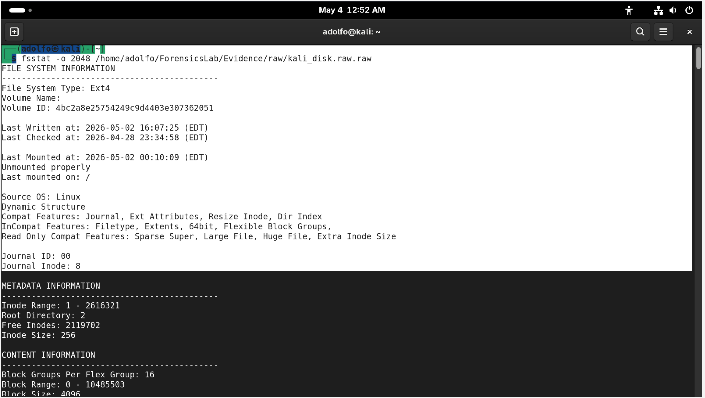 May 4 12:52 AM
adolfo@kali: ~
(adolfo㉿kali)-[~]
fsstat -o 2048 /home/adolfo/ForensicsLab/Evidence/raw/kali_disk.raw.raw
FILE SYSTEM INFORMATION
--------------------------------------------
File System Type: Ext4
Volume Name:
Volume ID: 4bc2a8e25754249c9d4403e307362051
Last Written at: 2026-05-02 16:07:25 (EDT)
Last Checked at: 2026-04-28 23:34:58 (EDT)
Last Mounted at: 2026-05-02 00:10:09 (EDT)
Unmounted properly
Last mounted on: /
Source OS: Linux
Dynamic Structure
Compat Features: Journal, Ext Attributes, Resize Inode, Dir Index
InCompat Features: Filetype, Extents, 64bit, Flexible Block Groups,
Read Only Compat Features: Sparse Super, Large File, Huge File, Extra Inode Size
Journal ID: 00
Journal Inode: 8
METADATA INFORMATION
--------------------------------------------
Inode Range: 1 - 2616321
Root Directory: 2
Free Inodes: 2119702
Inode Size: 256
CONTENT INFORMATION
--------------------------------------------
Block Groups Per Flex Group: 16
Block Range: 0 - 10485503
Block Size: 4096